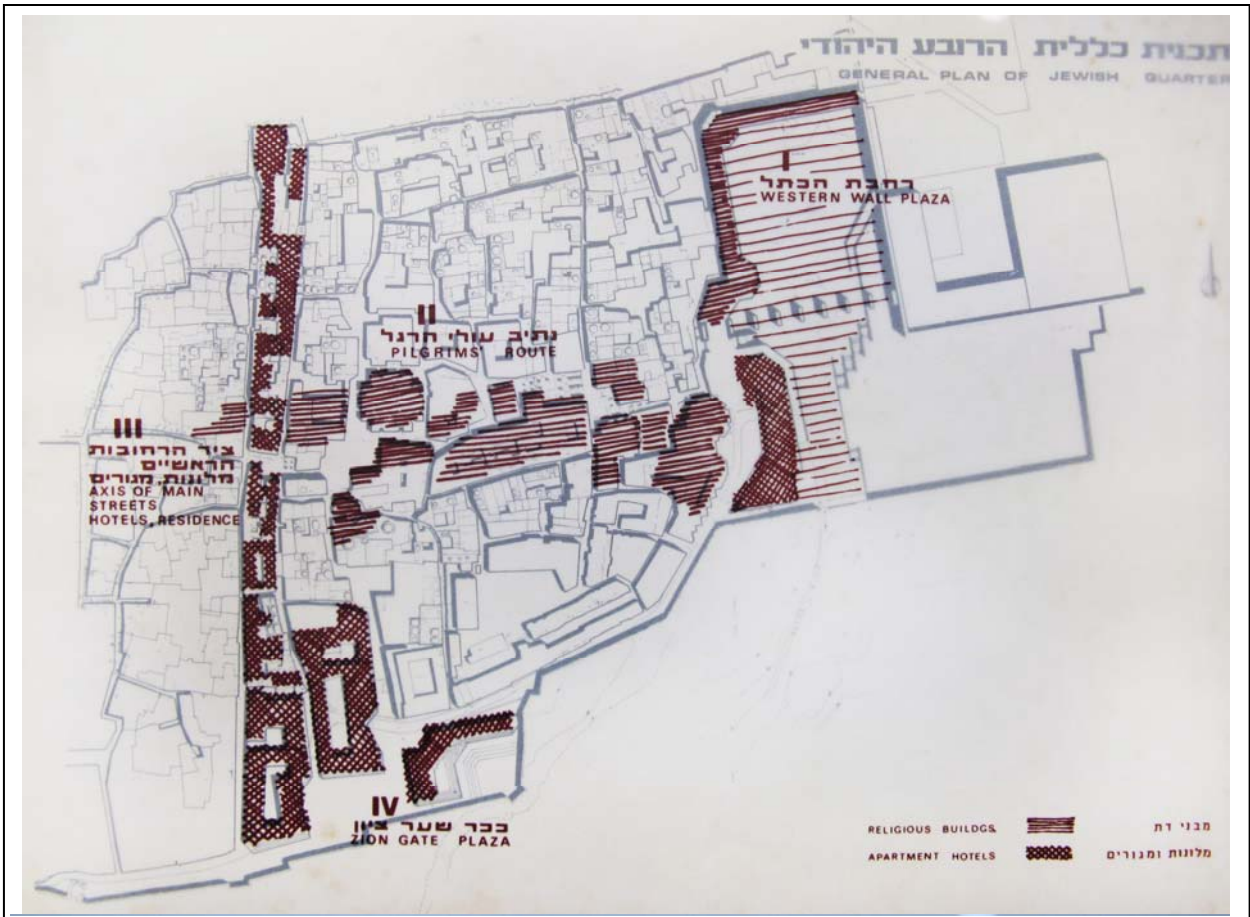 תכנית כללית הרובע היהודי
GENERAL PLAN OF JEWISH QUARTER
I
רחבת הכתל
WESTERN WALL PLAZA
II
נתיב עולי הרגל
PILGRIMS' ROUTE
III
ציר הרחובות
הראשיים
מלונות, מגורים
AXIS OF MAIN
STREETS
HOTELS, RESIDENCE
IV
ככר שער ציון
ZION GATE PLAZA
RELIGIOUS BUILDGS. מבני דת
APARTMENT HOTELS מלונות ומגורים